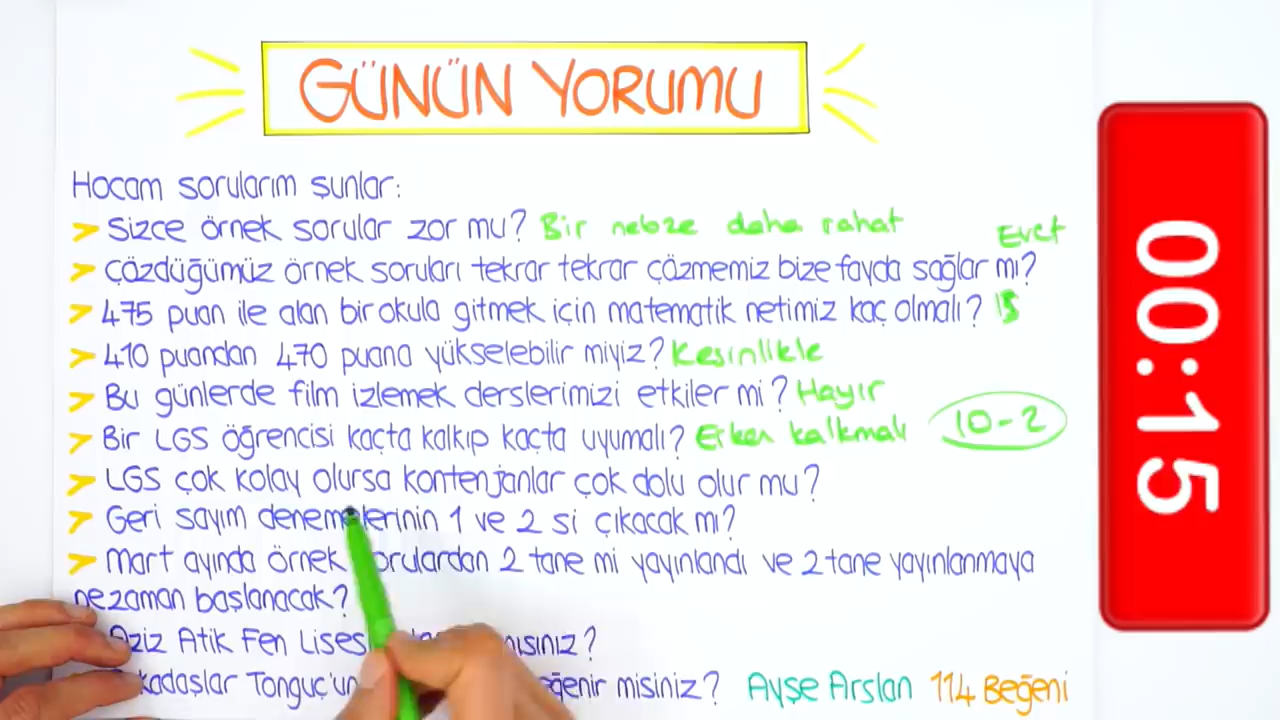 GÜNÜN YORUMU
Hocam sorularım şunlar:
➤ Sizce örnek sorular zor mu? Bir nebze daha rahat
Evet
➤ Çözdüğümüz örnek soruları tekrar tekrar çözmemiz bize fayda sağlar mı?
➤ 475 puan ile alan bir okula gitmek için matematik netimiz kaç olmalı? 15
➤ 410 puandan 470 puana yükselebilir miyiz? Kesinlikle
➤ Bu günlerde film izlemek derslerimizi etkiler mi? Hayır
➤ Bir LGS öğrencisi kaçta kalkıp kaçta uyumalı? Erken kalkmalı 10-2
➤ LGS çok kolay olursa kontenjanlar çok dolu olur mu?
➤ Geri sayım denemelerinin 1 ve 2 si çıkacak mı?
➤ Mart ayında örnek sorulardan 2 tane mi yayınlandı ve 2 tane yayınlanmaya
nezaman başlanacak?
Aziz Atik Fen Lises mısınız?
Tonguç'un misiniz? Ayşe Arslan 114 Beğeni
00:15